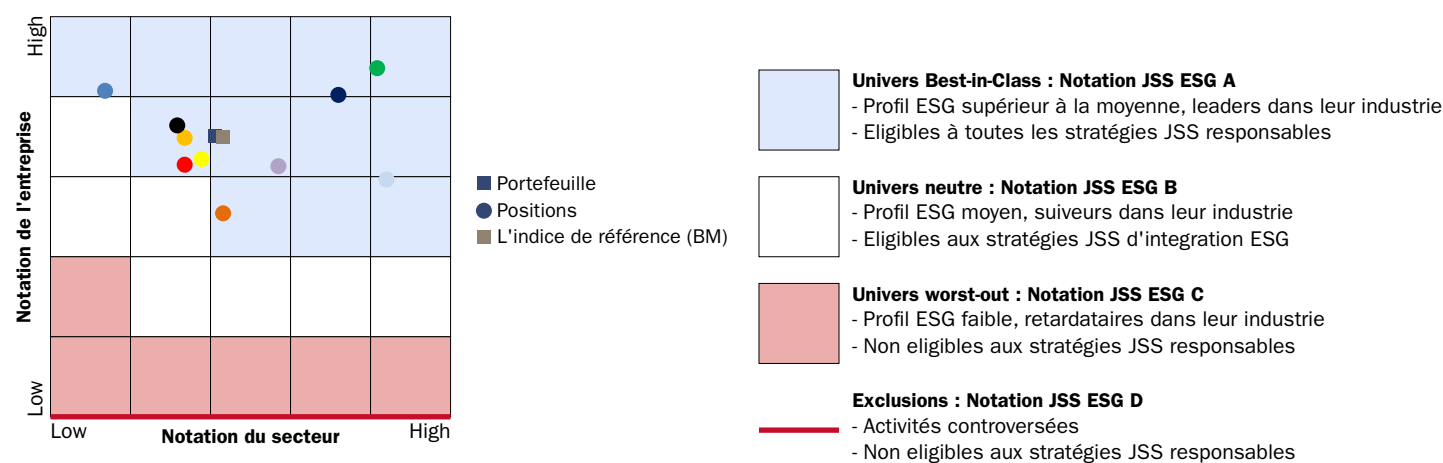 High
Notation de l'entreprise
Low
Low
Notation du secteur
High
Portefeuille
Positions
L'indice de référence (BM)
Univers Best-in-Class : Notation JSS ESG A
- Profil ESG supérieur à la moyenne, leaders dans leur industrie
- Eligibles à toutes les stratégies JSS responsables
Univers neutre : Notation JSS ESG B
- Profil ESG moyen, suiveurs dans leur industrie
- Eligibles aux stratégies JSS d'integration ESG
Univers worst-out : Notation JSS ESG C
- Profil ESG faible, retardataires dans leur industrie
- Non eligibles aux stratégies JSS responsables
Exclusions : Notation JSS ESG D
- Activités controversées
- Non eligibles aux stratégies JSS responsables